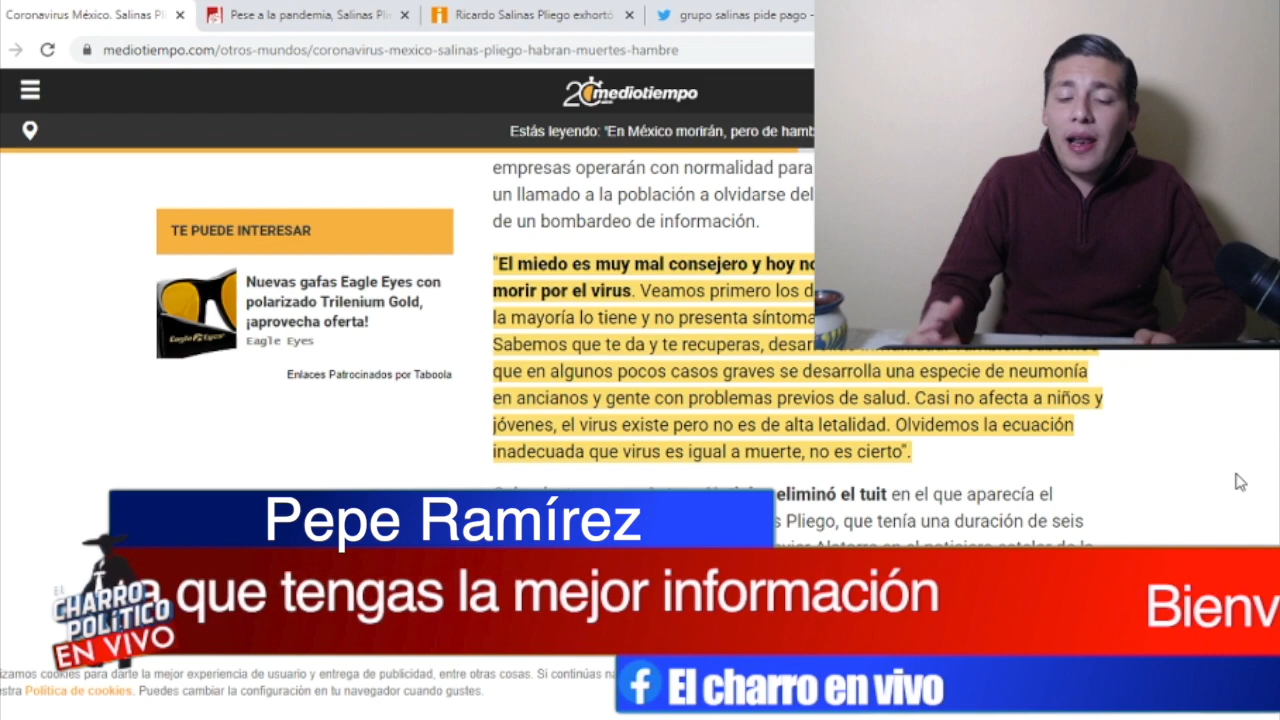 Coronavirus México. Salinas Pl
Pese a la pandemia, Salinas Pli
Ricardo Salinas Pliego exhortó
grupo salinas pide pago -
mediotiempo.com/otros-mundos/coronavirus-mexico-salinas-pliego-habran-muertes-hambre
20 mediotiempo
Estás leyendo: 'En México morirán, pero de hamb
empresas operarán con normalidad para
un llamado a la población a olvidarse del
de un bombardeo de información.
TE PUEDE INTERESAR
Nuevas gafas Eagle Eyes con
polarizado Trilenium Gold,
¡aprovecha oferta!
Eagle Eyes
Enlaces Patrocinados por Taboola
"El miedo es muy mal consejero y hoy no
morir por el virus. Veamos primero los d
la mayoría lo tiene y no presenta síntoma
Sabemos que te da y te recuperas, desar
que en algunos pocos casos graves se desarrolla una especie de neumonía
en ancianos y gente con problemas previos de salud. Casi no afecta a niños y
jóvenes, el virus existe pero no es de alta letalidad. Olvidemos la ecuación
inadecuada que virus es igual a muerte, no es cierto".
eliminó el tuit en el que aparecía el
s Pliego, que tenía una duración de seis
Pepe Ramírez
a que tengas la mejor información
Bienv
EL
CHARRO
POLÍTICO
EN VIVO
izamos cookies para darte la mejor experiencia de usuario y entrega de publicidad, entre otras cosas. Si continúas na
stra Política de cookies. Puedes cambiar la configuración en tu navegador cuando gustes.
El charro en vivo